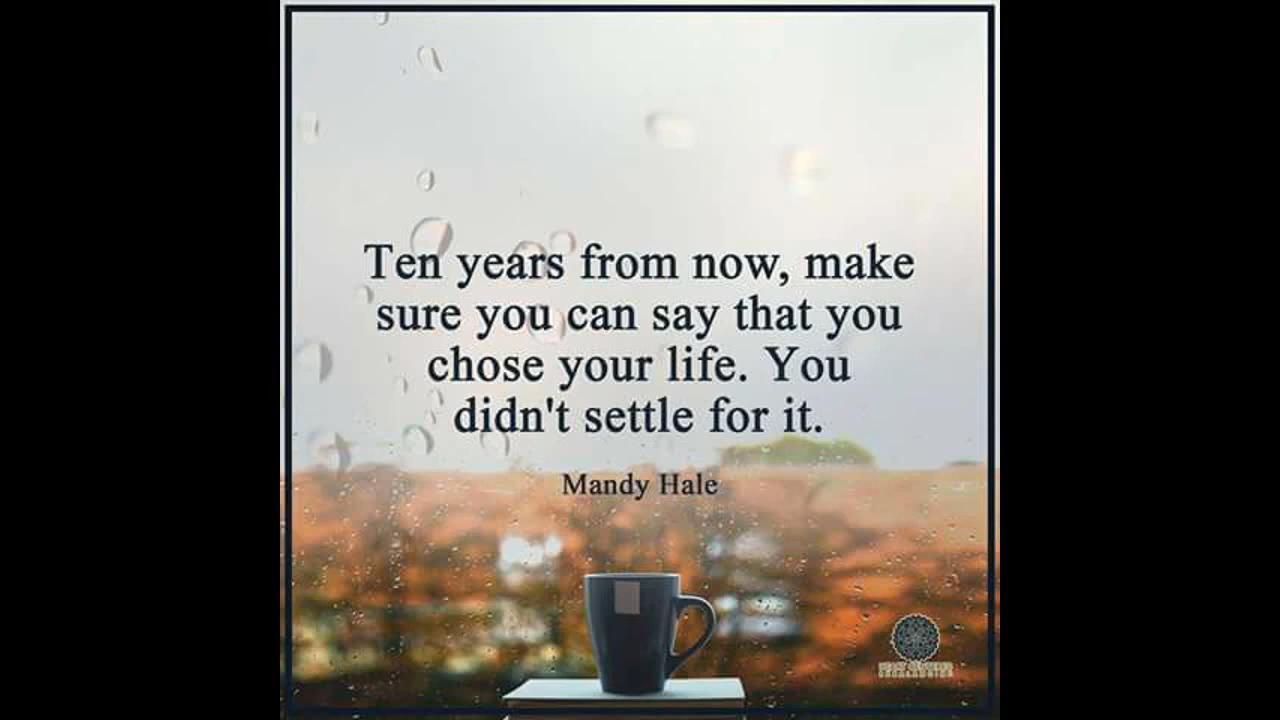 Ten years from now, make
sure you can say that you
chose your life. You
didn't settle for it.
Mandy Hale